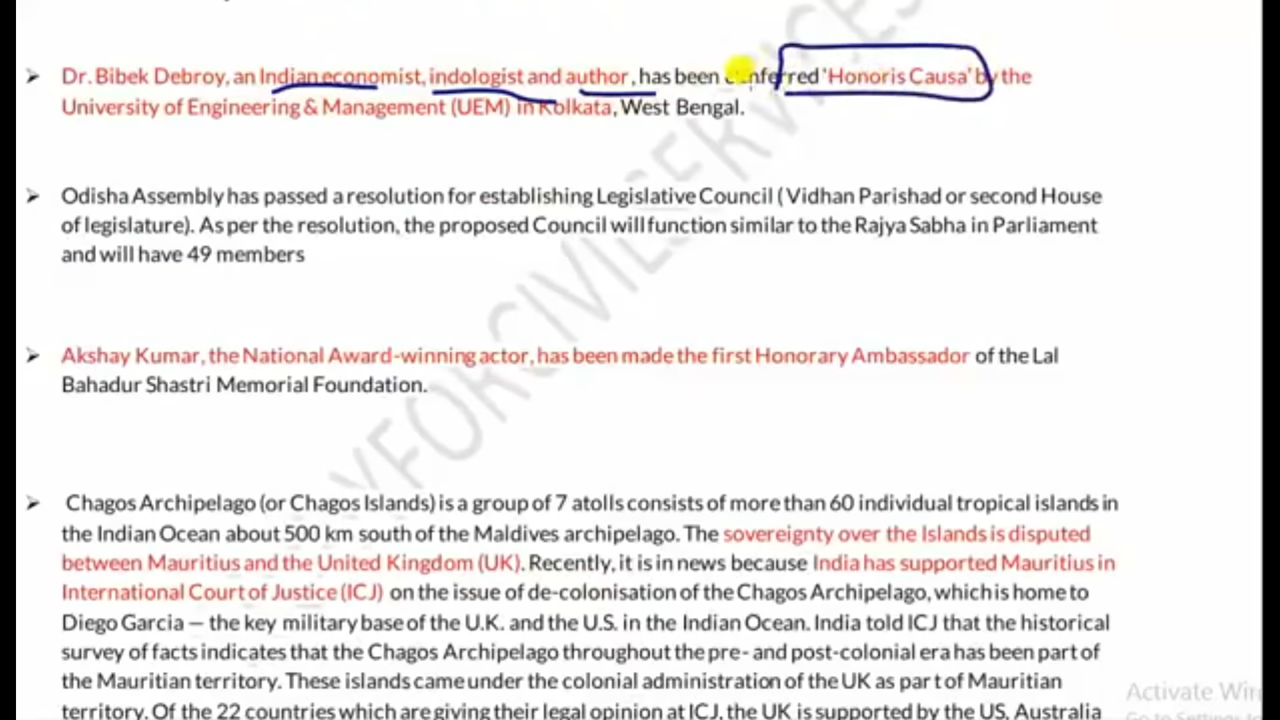 Dr. Bibek Debroy, an Indian economist, indologist and author, has been conferred 'Honoris Causa' by the
University of Engineering & Management (UEM) in Kolkata, West Bengal.
Odisha Assembly has passed a resolution for establishing Legislative Council (Vidhan Parishad or second House
of legislature). As per the resolution, the proposed Council will function similar to the Rajya Sabha in Parliament
and will have 49 members
Akshay Kumar, the National Award-winning actor, has been made the first Honorary Ambassador of the Lal
Bahadur Shastri Memorial Foundation.
Chagos Archipelago (or Chagos Islands) is a group of 7 atolls consists of more than 60 individual tropical islands in
the Indian Ocean about 500 km south of the Maldives archipelago. The sovereignty over the Islands is disputed
between Mauritius and the United Kingdom (UK). Recently, it is in news because India has supported Mauritius in
International Court of Justice (ICJ) on the issue of de-colonisation of the Chagos Archipelago, which is home to
Diego Garcia — the key military base of the U.K. and the U.S. in the Indian Ocean. India told ICJ that the historical
survey of facts indicates that the Chagos Archipelago throughout the pre- and post-colonial era has been part of
the Mauritian territory. These islands came under the colonial administration of the UK as part of Mauritian
territory. Of the 22 countries which are giving their legal opinion at ICJ, the UK is supported by the US, Australia
YFORCIVILSERVICES
Activate Win